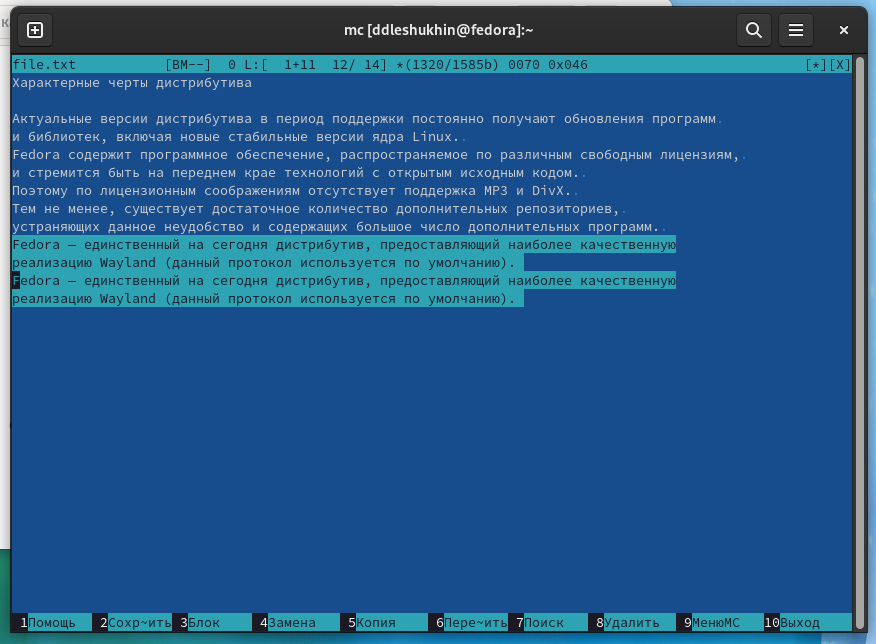 mc [ddleshukhin@fedora]:~
file.txt [BM--] 0 L:[ 1+11 12/ 14] *(1320/1585b) 0070 0x046 [*][X]
Характерные черты дистрибутива
Актуальные версии дистрибутива в период поддержки постоянно получают обновления программ.
и библиотек, включая новые стабильные версии ядра Linux..
Fedora содержит программное обеспечение, распространяемое по различным свободным лицензиям,.
и стремится быть на переднем крае технологий с открытым исходным кодом..
Поэтому по лицензионным соображениям отсутствует поддержка MP3 и DivX..
Тем не менее, существует достаточное количество дополнительных репозиториев,.
устраняющих данное неудобство и содержащих большое число дополнительных программ..
Fedora — единственный на сегодня дистрибутив, предоставляющий наиболее качественную
реализацию Wayland (данный протокол используется по умолчанию).
Fedora — единственный на сегодня дистрибутив, предоставляющий наиболее качественную
реализацию Wayland (данный протокол используется по умолчанию).
1Помощь 2Сохр~ить 3Блок 4Замена 5Копия 6Пере~ить 7Поиск 8Удалить 9МенюMC 10Выход